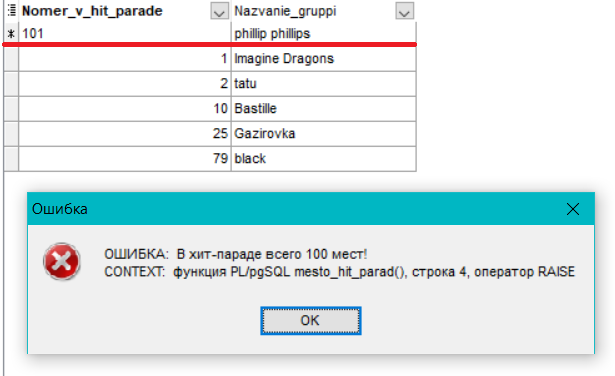 Nomer_v_hit_parade Nazvanie_gruppi
* 101 phillip phillips
1 Imagine Dragons
2 tatu
10 Bastille
25 Gazirovka
79 black
Ошибка
ОШИБКА: В хит-параде всего 100 мест!
CONTEXT: функция PL/pgSQL mesto_hit_parad(), строка 4, оператор RAISE
OK